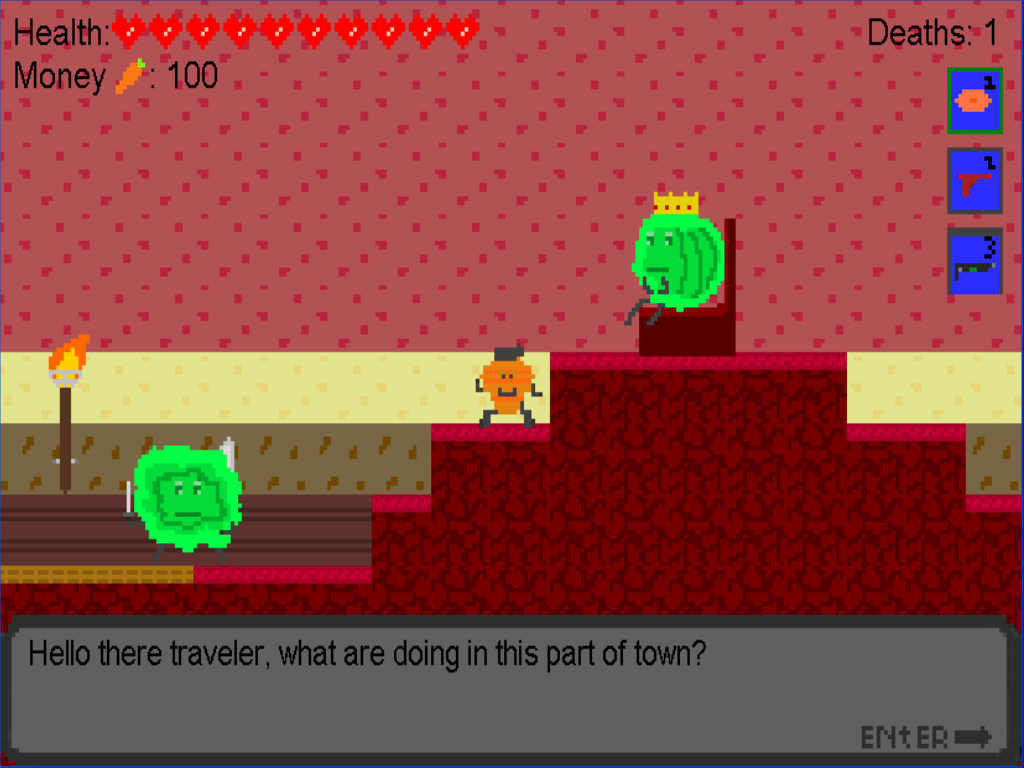 Health:
Deaths: 1
Money : 100
1
1
3
Hello there traveler, what are doing in this part of town?
ENtER